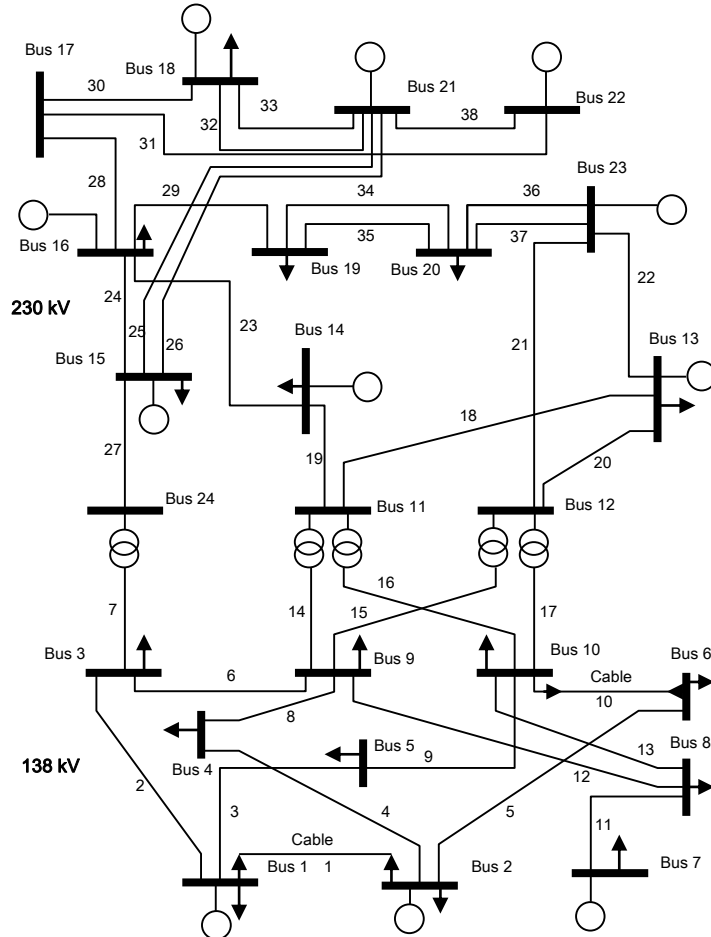 Bus 17
Bus 18
Bus 21
Bus 22
30
33
32
38
31
Bus 23
28
29
34
36
35
37
Bus 16
Bus 19
Bus 20
22
24
230 kV
23
Bus 14
25
26
21
Bus 13
Bus 15
18
27
19
20
Bus 24
Bus 11
Bus 12
7
14
15
16
17
Bus 3
Bus 9
Bus 10
Bus 6
6
Cable
10
8
Bus 5
13
Bus 8
138 kV
Bus 4
9
12
2
3
4
5
11
Cable
Bus 1
1
Bus 2
Bus 7